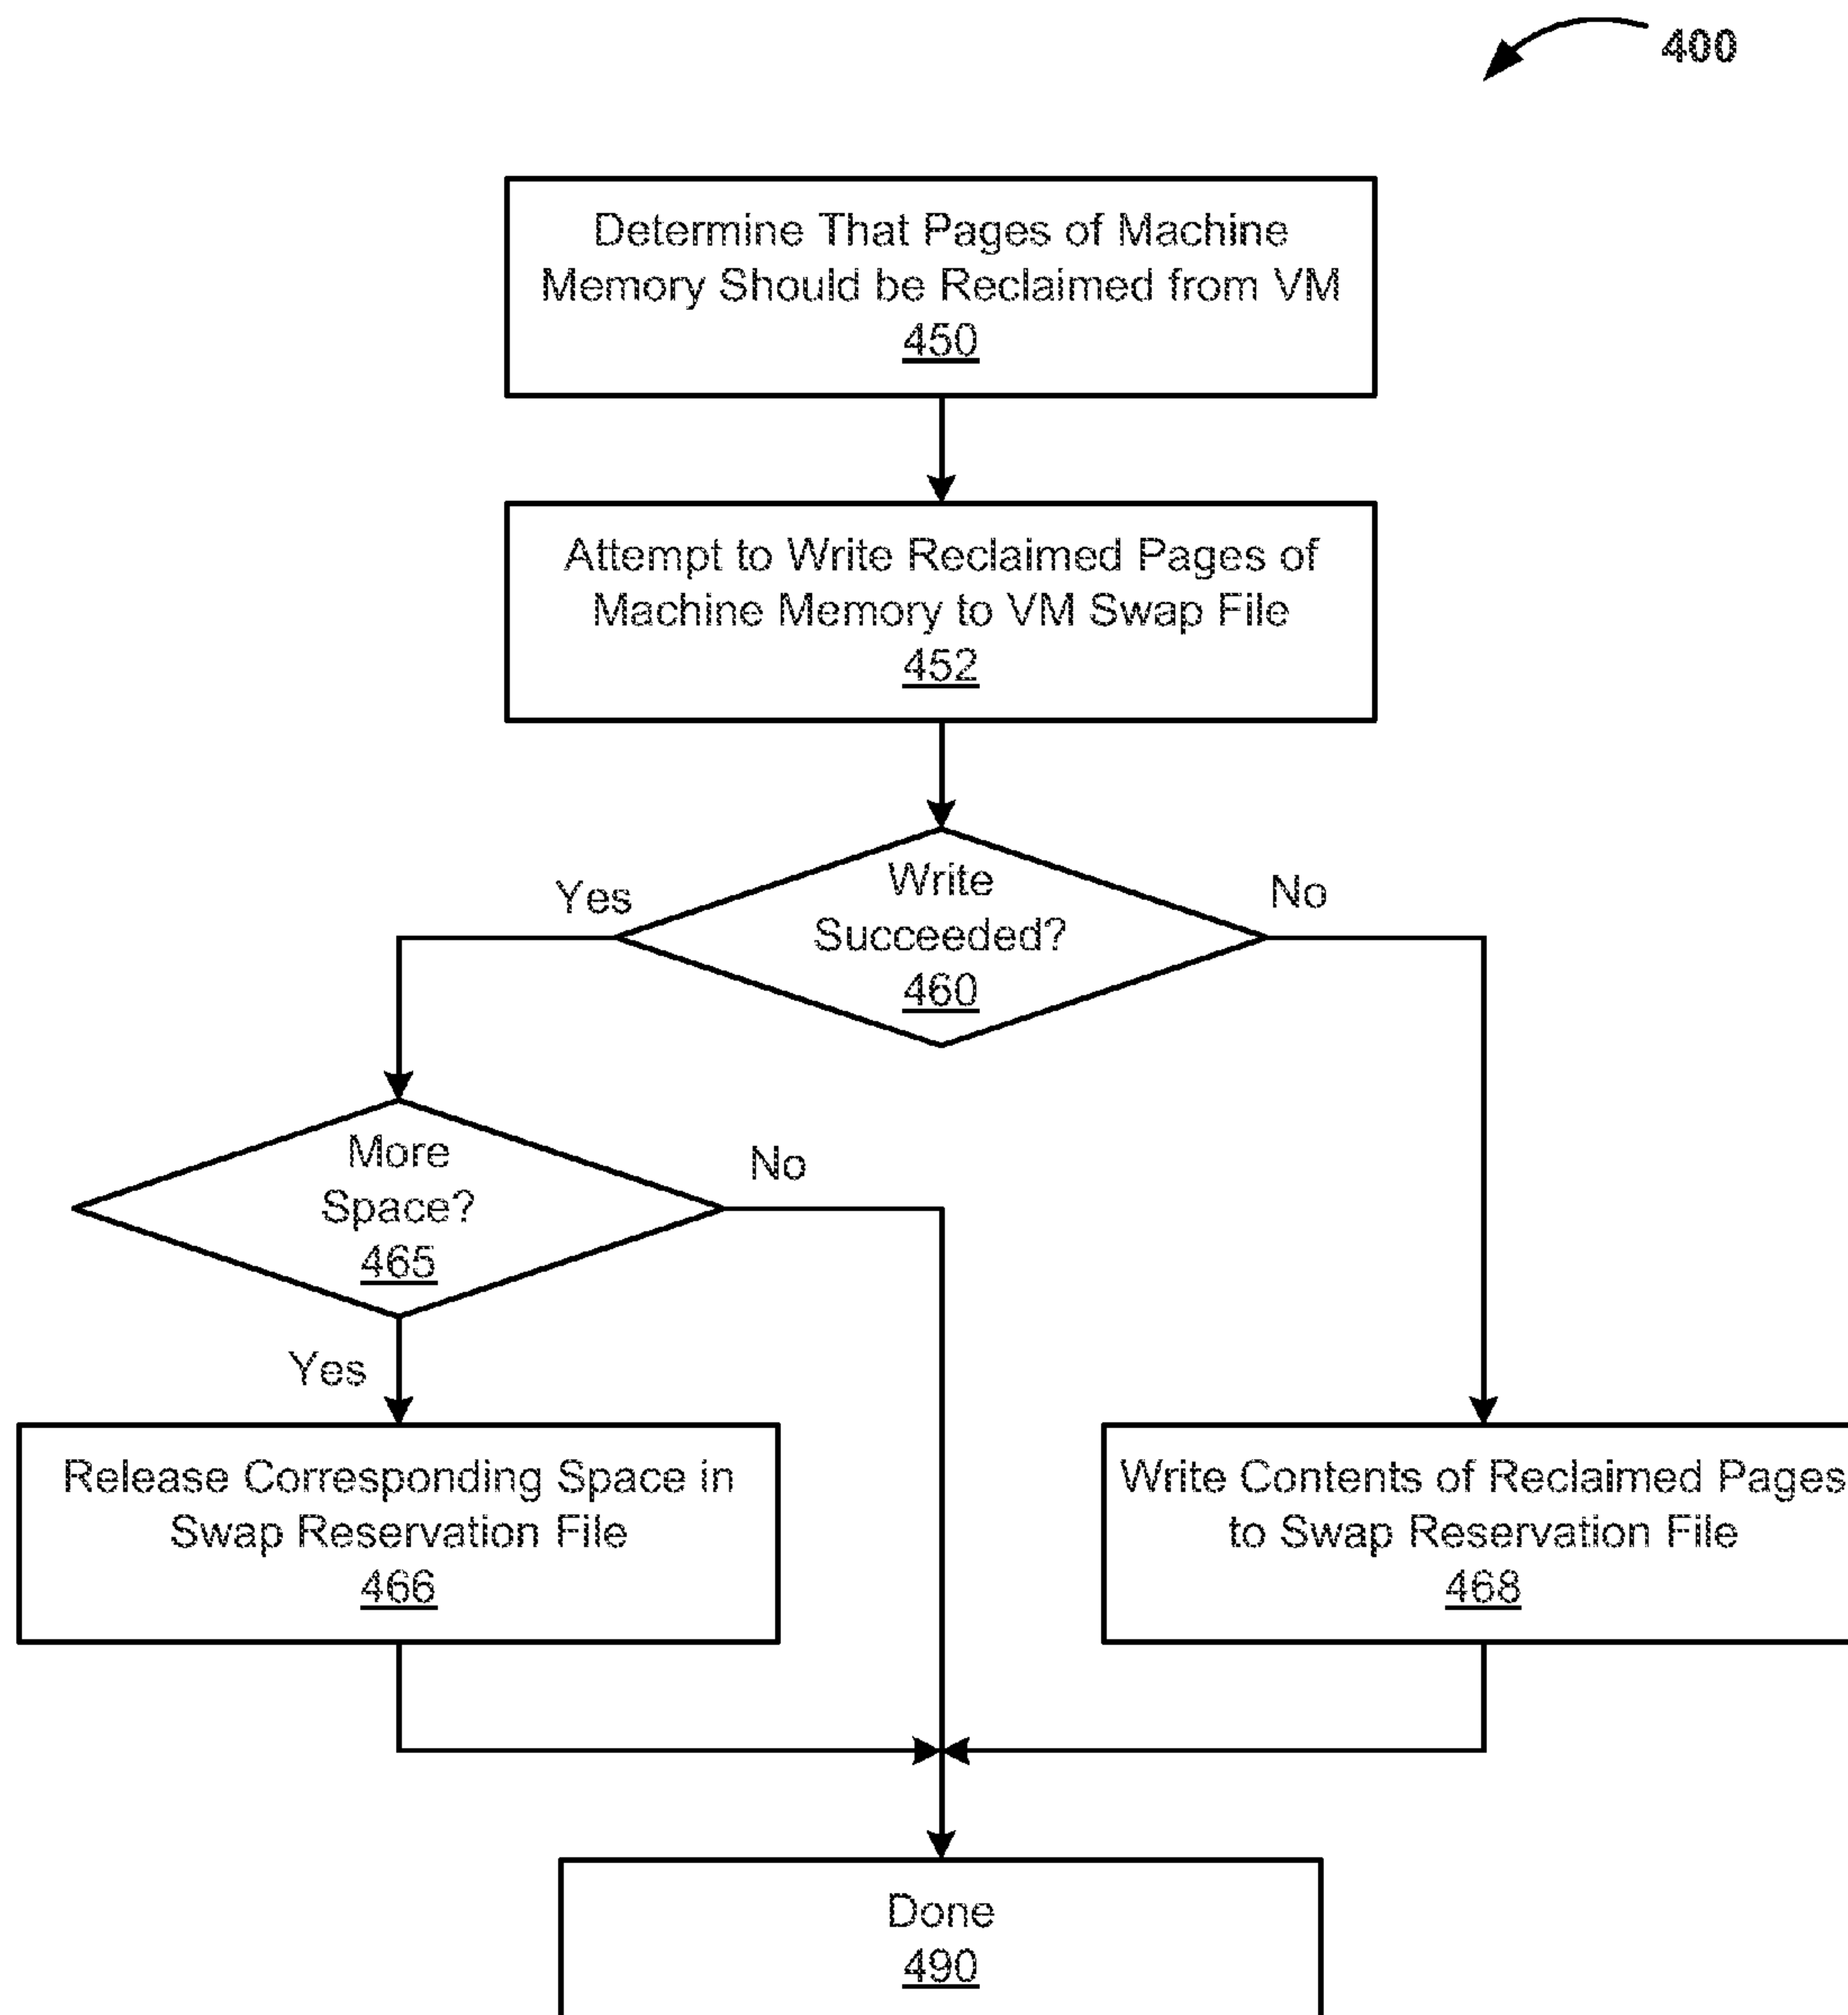 400
Determine That Pages of Machine
Memory Should be Reclaimed from VM
450
Attempt to Write Reclaimed Pages of
Machine Memory to VM Swap File
452
Yes
Write
Succeeded?
460
No
More
Space?
465
No
Yes
Release Corresponding Space in
Swap Reservation File
466
Write Contents of Reclaimed Pages
to Swap Reservation File
468
Done
490